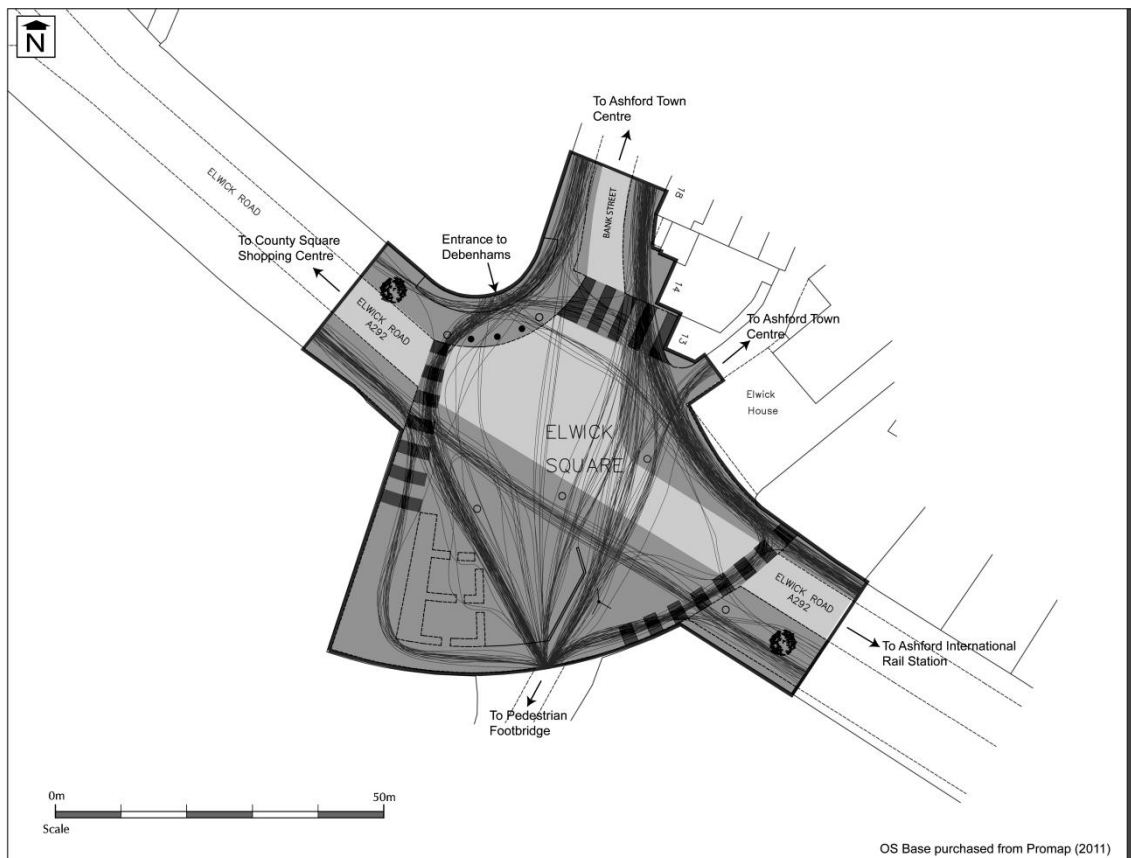 N
To Ashford Town
Centre
ELWICK ROAD
18
BANK STREET
To County Square
Shopping Centre
Entrance to
Debenhams
14
ELWICK ROAD
A292
13
To Ashford Town
Centre
Elwick
House
ELWICK
SQUARE
ELWICK ROAD
A292
To Ashford International
Rail Station
To Pedestrian
Footbridge
0m
50m
Scale
OS Base purchased from Promap (2011)